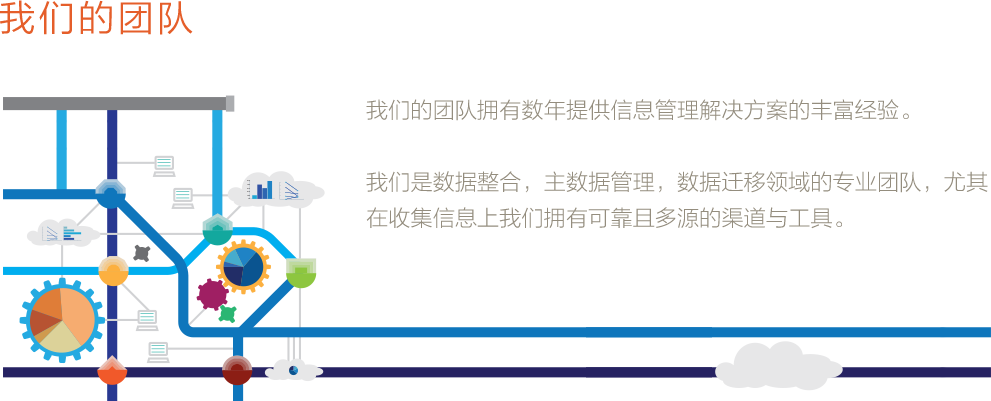 我们的团队
我们的团队拥有数年提供信息管理解决方案的丰富经验。
我们是数据整合，主数据管理，数据迁移领域的专业团队，尤其
在收集信息上我们拥有可靠且多源的渠道与工具。